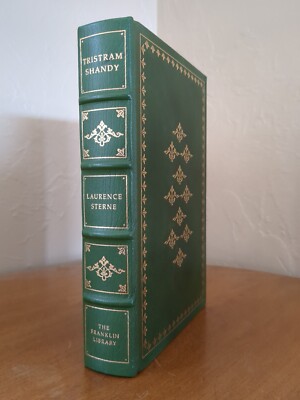 TRISTRAM
SHANDY
LAURENCE
STERNE
THE
FRANKLIN
LIBRARY